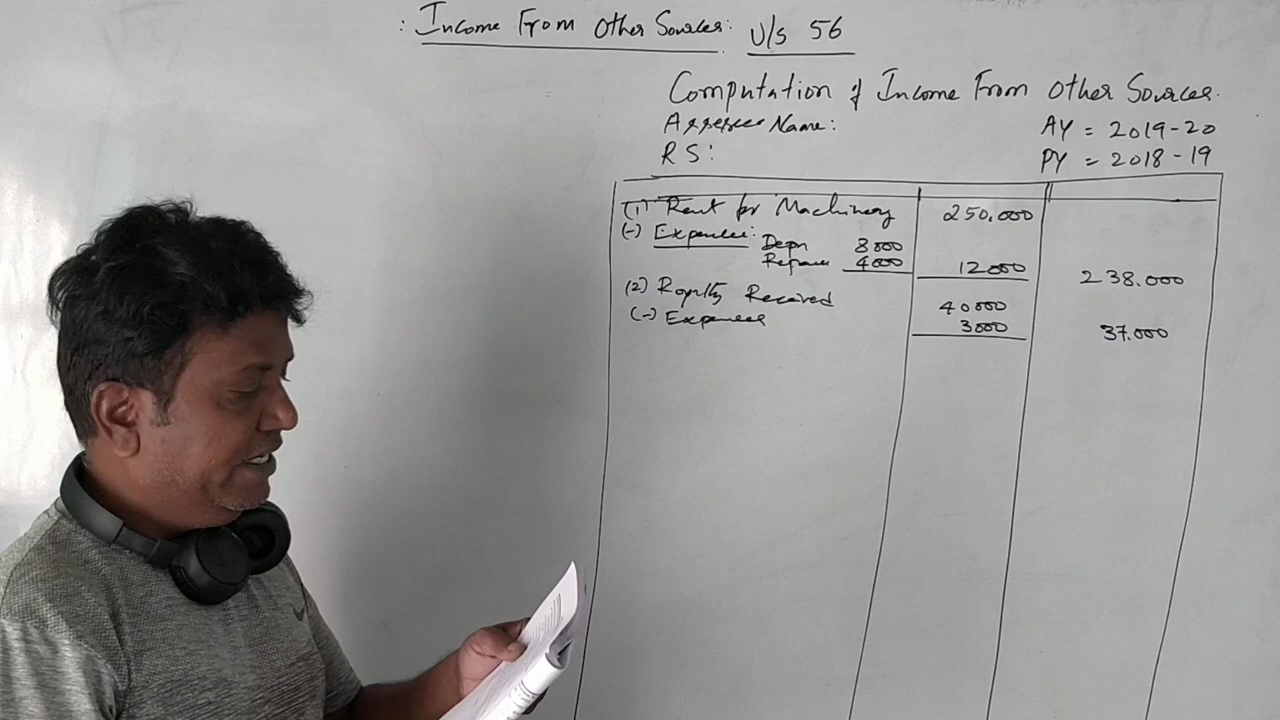 : Income From Other Sources: U/s 56
Computation of Income From Other Sources.
Assessee Name: AY = 2019-20
RS: PY = 2018-19
(1) Rent for Machinery 250,000
(-) Expenses: Depn 8000
Repairs 4000 12000 238.000
(2) Royalty Received 40000
(-) Expenses 3000 37.000